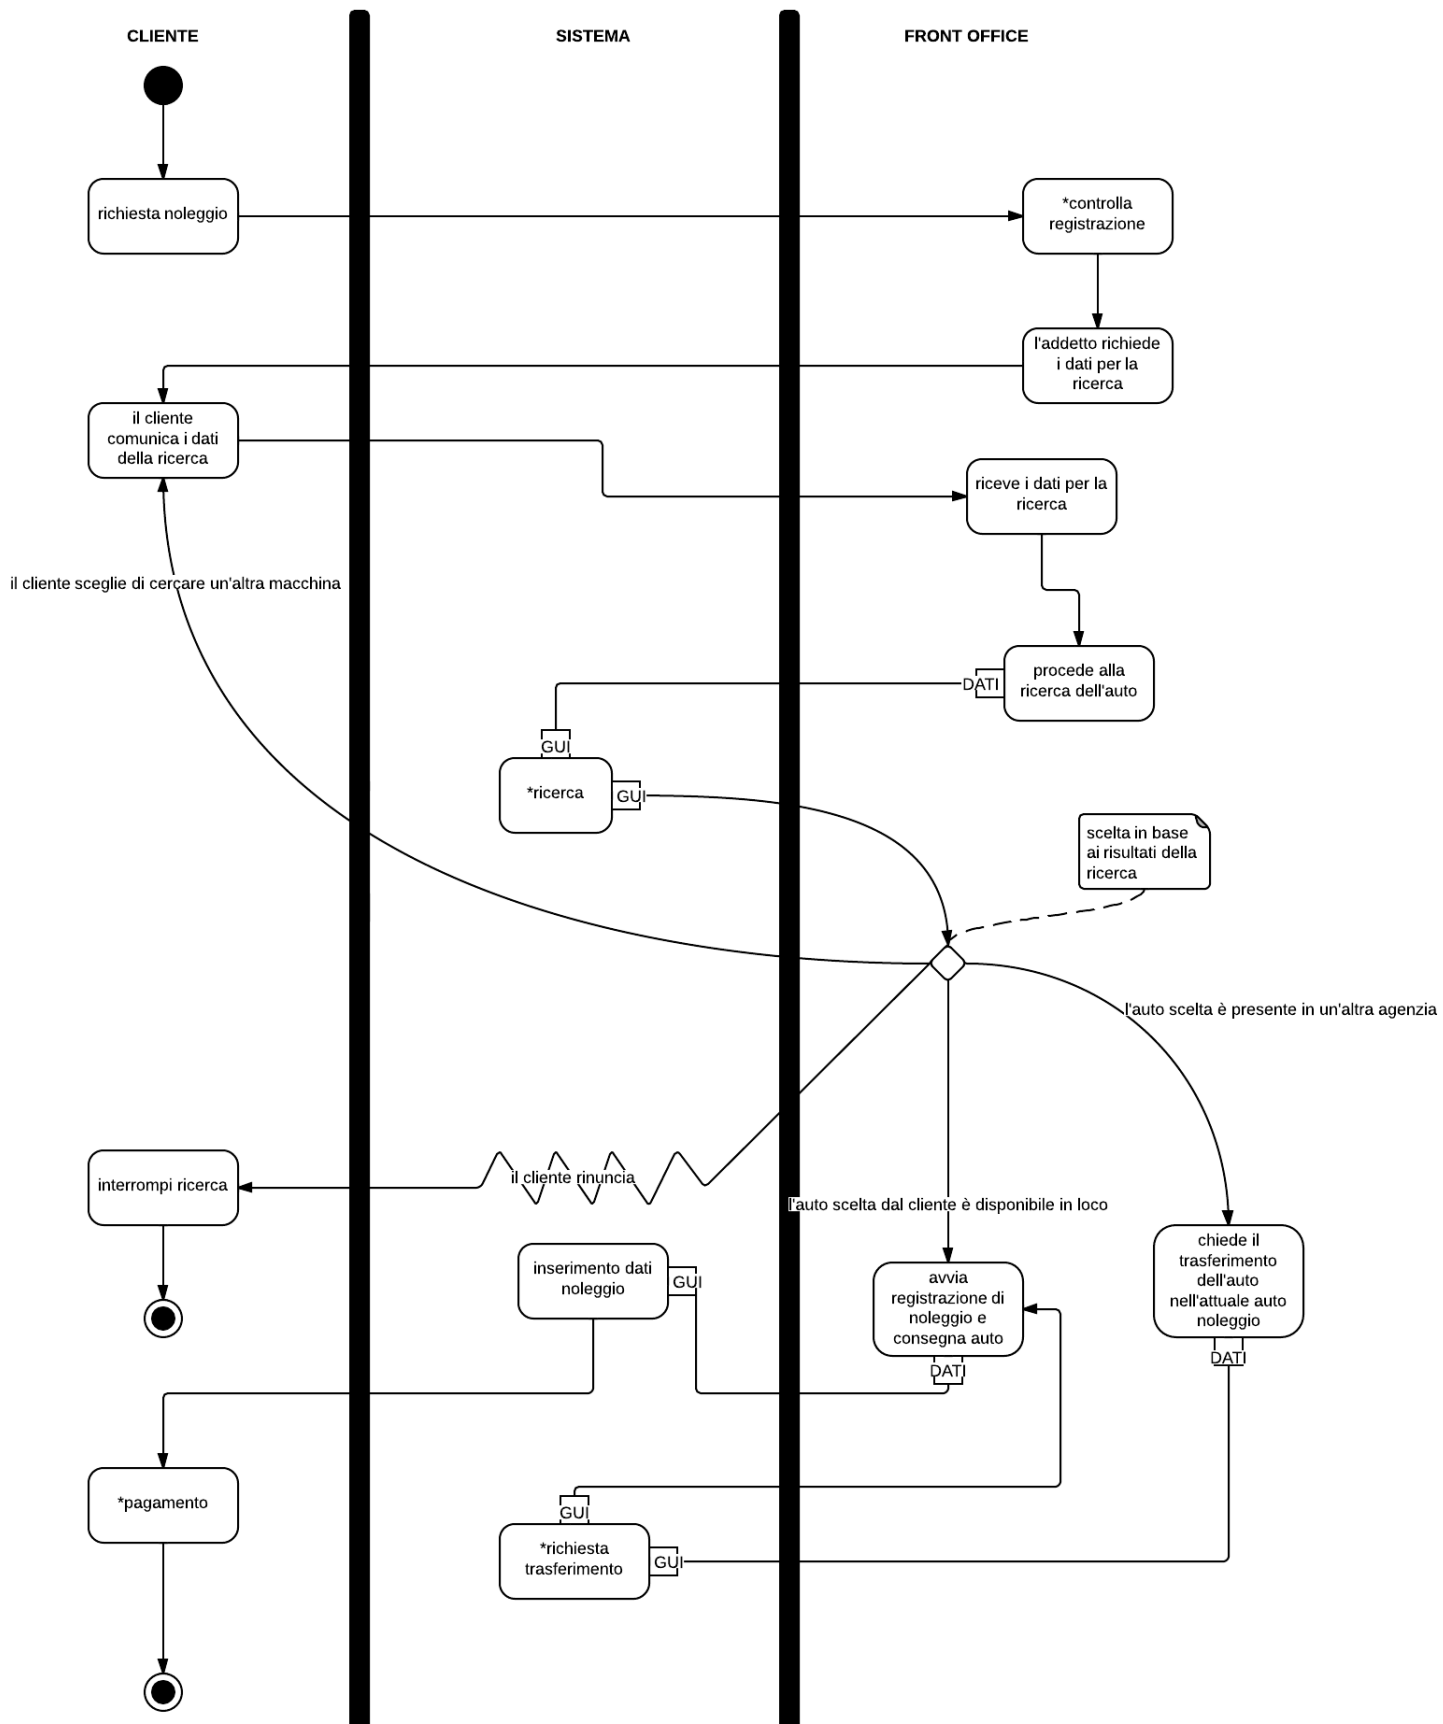 CLIENTE
SISTEMA
FRONT OFFICE
richiesta noleggio
*controlla
registrazione
l'addetto richiede
i dati per la
ricerca
il cliente
comunica i dati
della ricerca
riceve i dati per la
ricerca
il cliente sceglie di cercare un'altra macchina
procede alla
ricerca dell'auto
DATI
GUI
*ricerca
GUI
scelta in base
ai risultati della
ricerca
l'auto scelta è presente in un'altra agenzia
interrompi ricerca
il cliente rinuncia
l'auto scelta dal cliente è disponibile in loco
chiede il
trasferimento
dell'auto
nell'attuale auto
noleggio
DATI
inserimento dati
noleggio
GUI
avvia
registrazione di
noleggio e
consegna auto
DATI
*pagamento
GUI
*richiesta
trasferimento
GUI